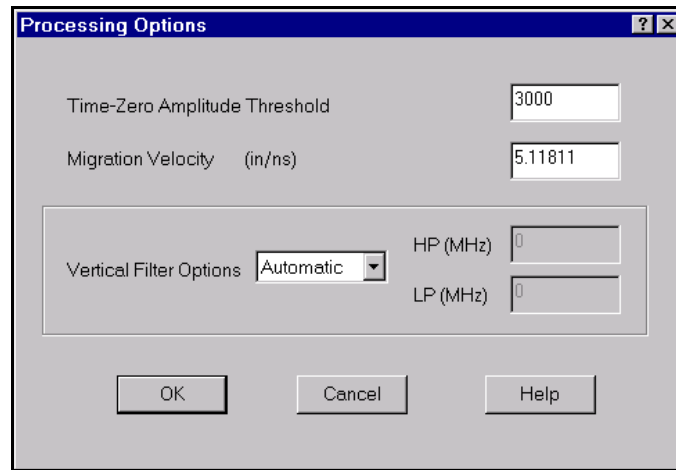 Processing Options
Time-Zero Amplitude Threshold 3000
Migration Velocity (in/ns) 5.11811
Vertical Filter Options Automatic
HP (MHz) 0
LP (MHz) 0
OK Cancel Help